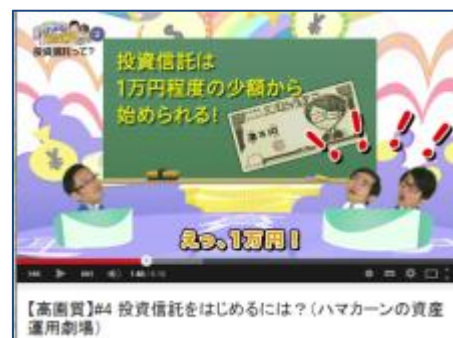 投資信託って?
投資信託は
1万円程度の少額から
始められる!
えっ、1万円!
【高画質】#4 投資信託をはじめるには?(ハマカーンの資産
運用劇場)